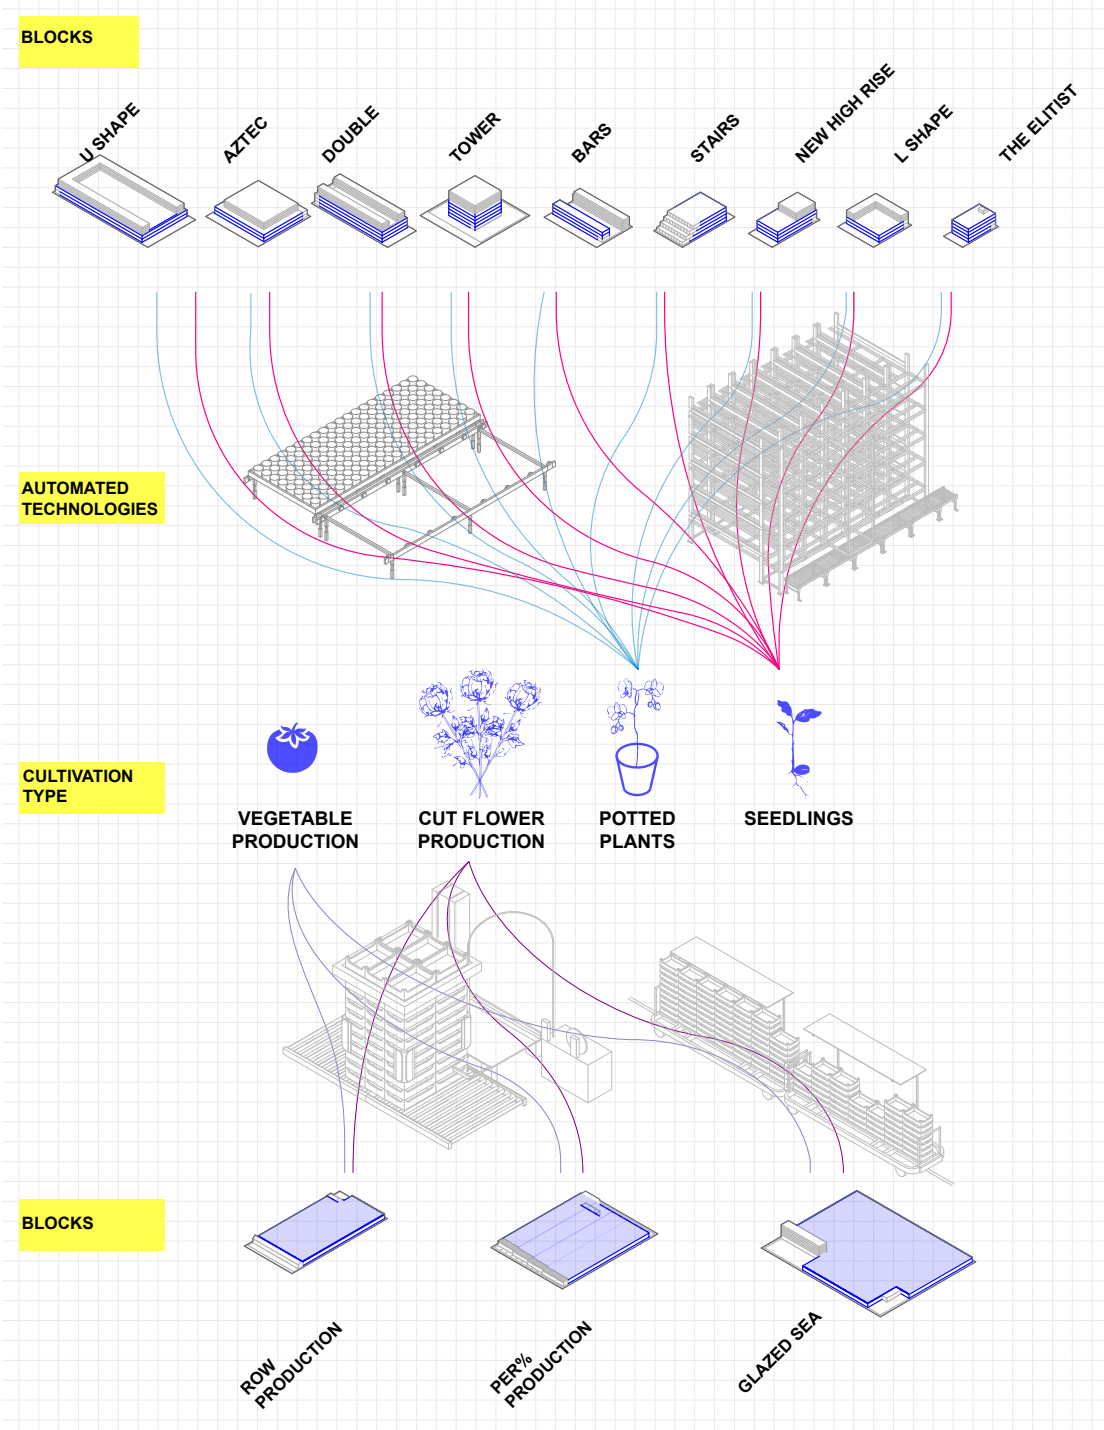 BLOCKS
U SHAPE
AZTEC
DOUBLE
TOWER
BARS
STAIRS
NEW HIGH RISE
L SHAPE
THE ELITIST
AUTOMATED
TECHNOLOGIES
CULTIVATION
TYPE
VEGETABLE
PRODUCTION
CUT FLOWER
PRODUCTION
POTTED
PLANTS
SEEDLINGS
BLOCKS
ROW
PRODUCTION
PER%
PRODUCTION
GLAZED SEA